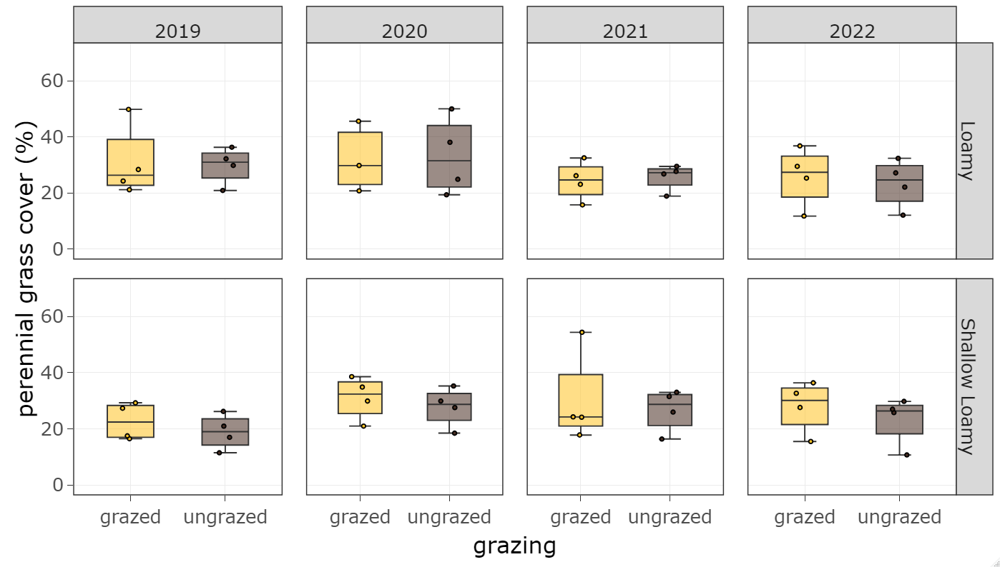 2019 2020 2021 2022
60
40
20
0
Loamy
perennial grass cover (%)
60
40
20
0
Shallow Loamy
grazed ungrazed grazed ungrazed grazed ungrazed grazed ungrazed
grazing